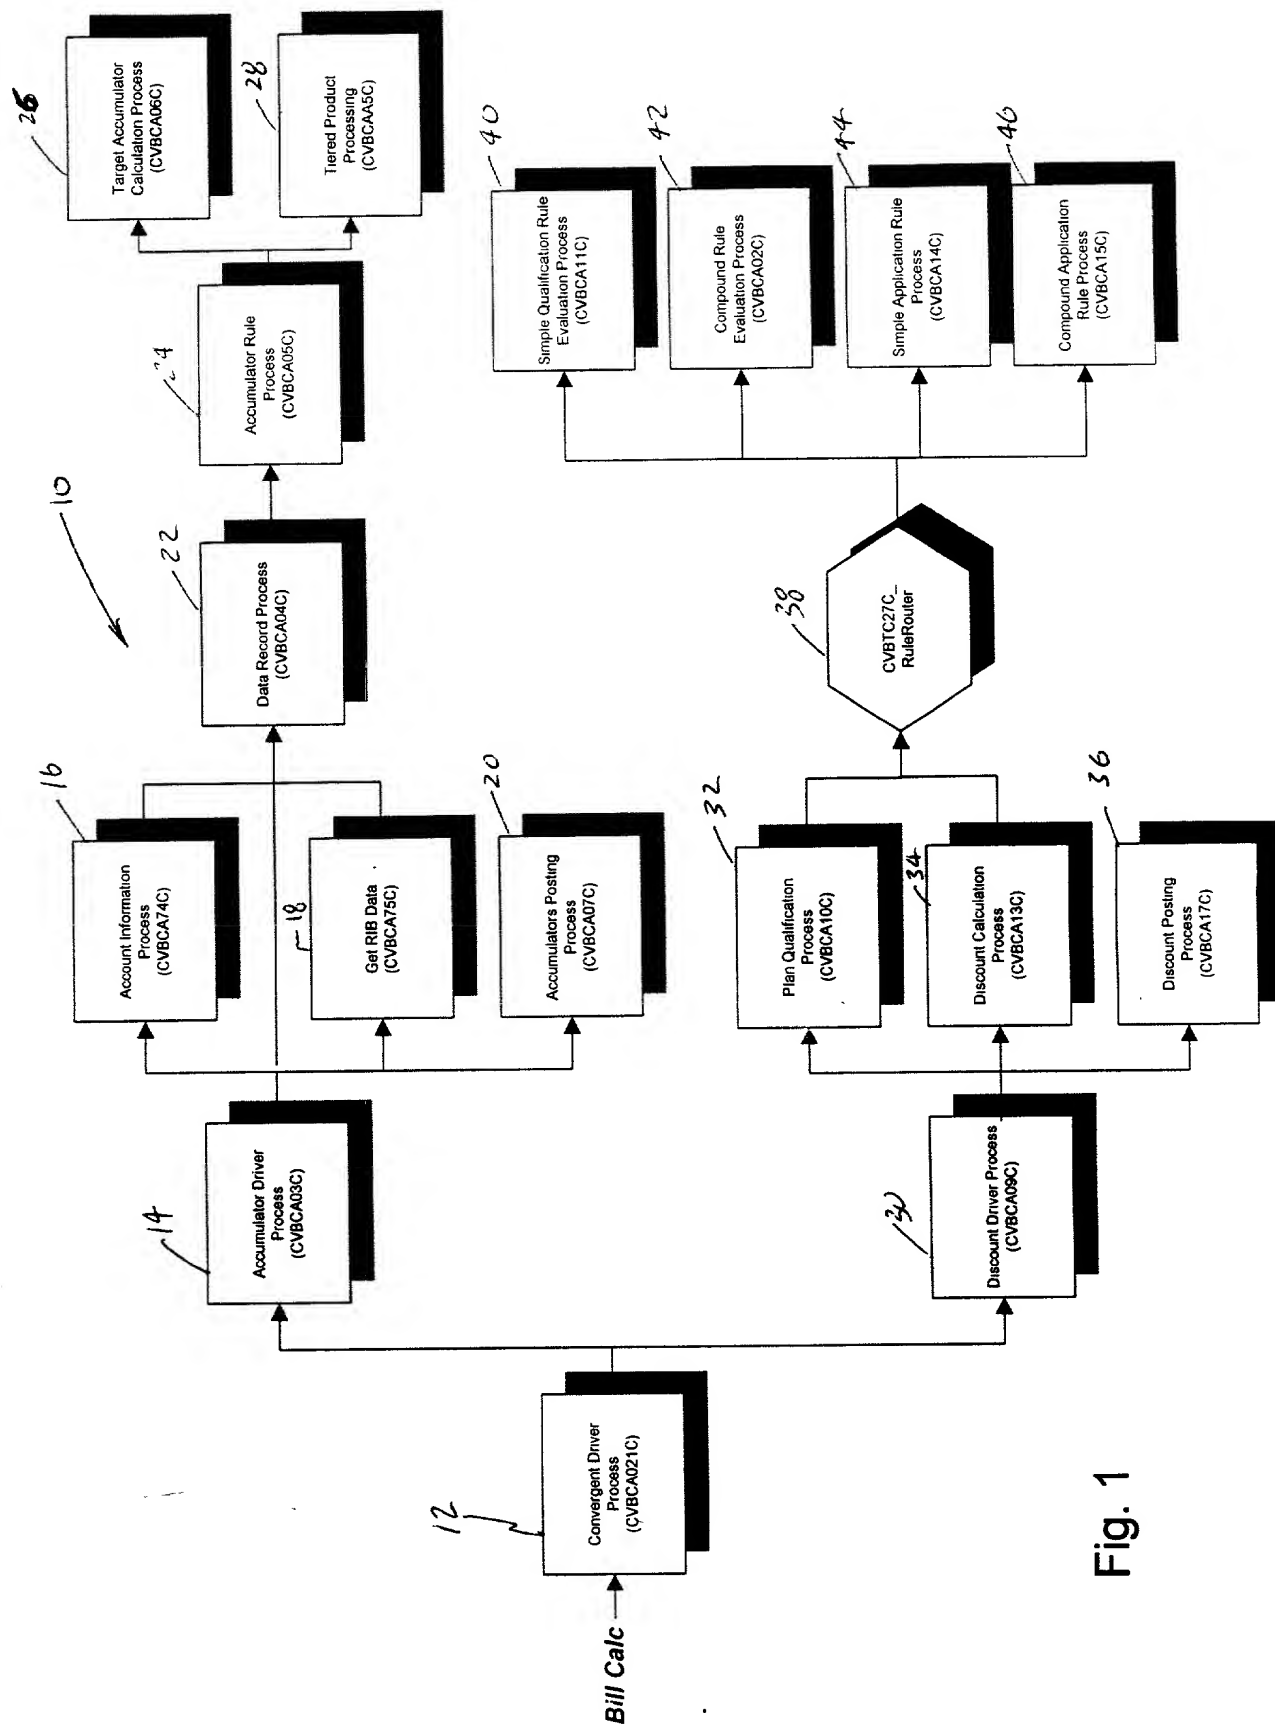 Bill Calc
12
Convergent Driver
Process
(CVBCA021C)
10
14
Accumulator Driver
Process
(CVBCA03C)
16
Account Information
Process
(CVBCA74C)
18
Get RIB Data
(CVBCA75C)
20
Accumulators Posting
Process
(CVBCA07C)
22
Data Record Process
(CVBCA04C)
24
Accumulator Rule
Process
(CVBCA05C)
26
Target Accumulator
Calculation Process
(CVBCA06C)
28
Tiered Product
Processing
(CVBCAA5C)
30
Discount Driver Process
(CVBCA09C)
32
Plan Qualification
Process
(CVBCA10C)
34
Discount Calculation
Process
(CVBCA13C)
36
Discount Posting
Process
(CVBCA17C)
38
CVBTC27C_
RuleRouter
40
Simple Qualification Rule
Evaluation Process
(CVBCA11C)
42
Compound Rule
Evaluation Process
(CVBCA02C)
44
Simple Application Rule
Process
(CVBCA14C)
46
Compound Application
Rule Process
(CVBCA15C)
Fig. 1